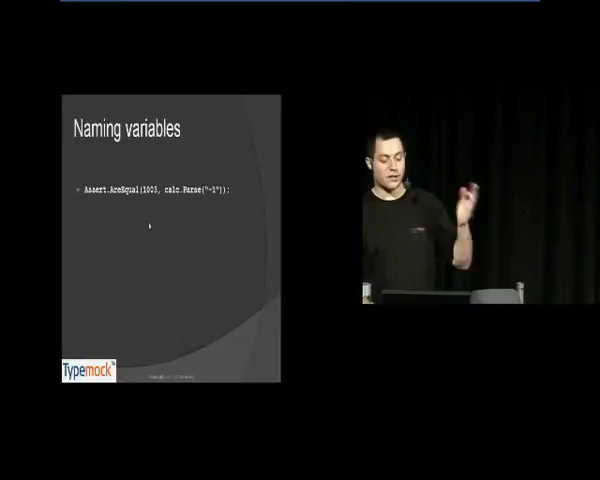 Naming variables
Assert.AreEqual(1003, calc.Parse("-1"));
Typemock